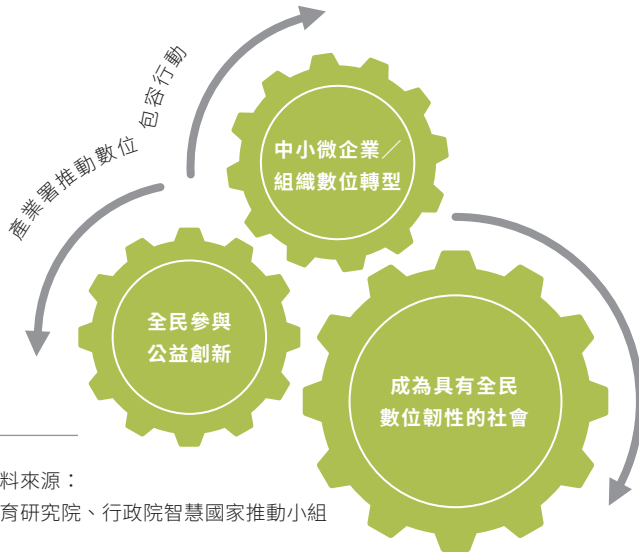 產業署推動數位 包容行動
中小微企業／
組織數位轉型
全民參與
公益創新
成為具有全民
數位韌性的社會
料來源：
育研究院、行政院智慧國家推動小組